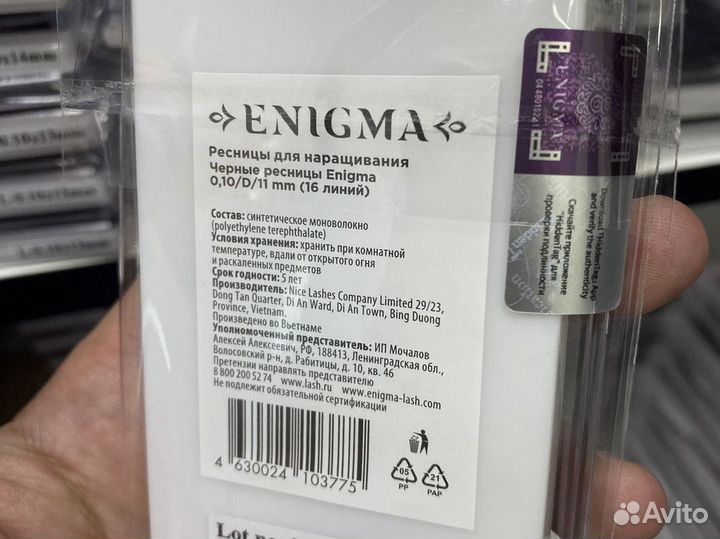 ENIGMA
Ресницы для наращивания
Черные ресницы Enigma
0,10/D/11 mm (16 линий)
Состав: синтетическое моноволокно
(polyethylene terephthalate)
Условия хранения: хранить при комнатной
температуре, вдали от открытого огня
и раскаленных предметов
Срок годности: 5 лет
Производитель: Nice Lashes Company Limited 29/23,
Dong Tan Quarter, Di An Ward, Di An Town, Bing Duong
Province, Vietnam.
Произведено во Вьетнаме
Уполномоченный представитель: ИП Мочалов
Алексей Алексеевич, РФ, 188413, Ленинградская обл.,
Волосовский р-н, д. Рабитицы, д. 10, кв. 46
Претензии направлять представителю
8 800 200 52 74 www.lash.ru www.enigma-lash.com
Не подлежит обязательной сертификации
4 630024 103775
05
PP
21
PAP
ENIGMA
Download "HiddenTag" App
and verify the authenticity
Скачайте приложение
"HiddenTag" для
проверки подлинности
Lot
Avito